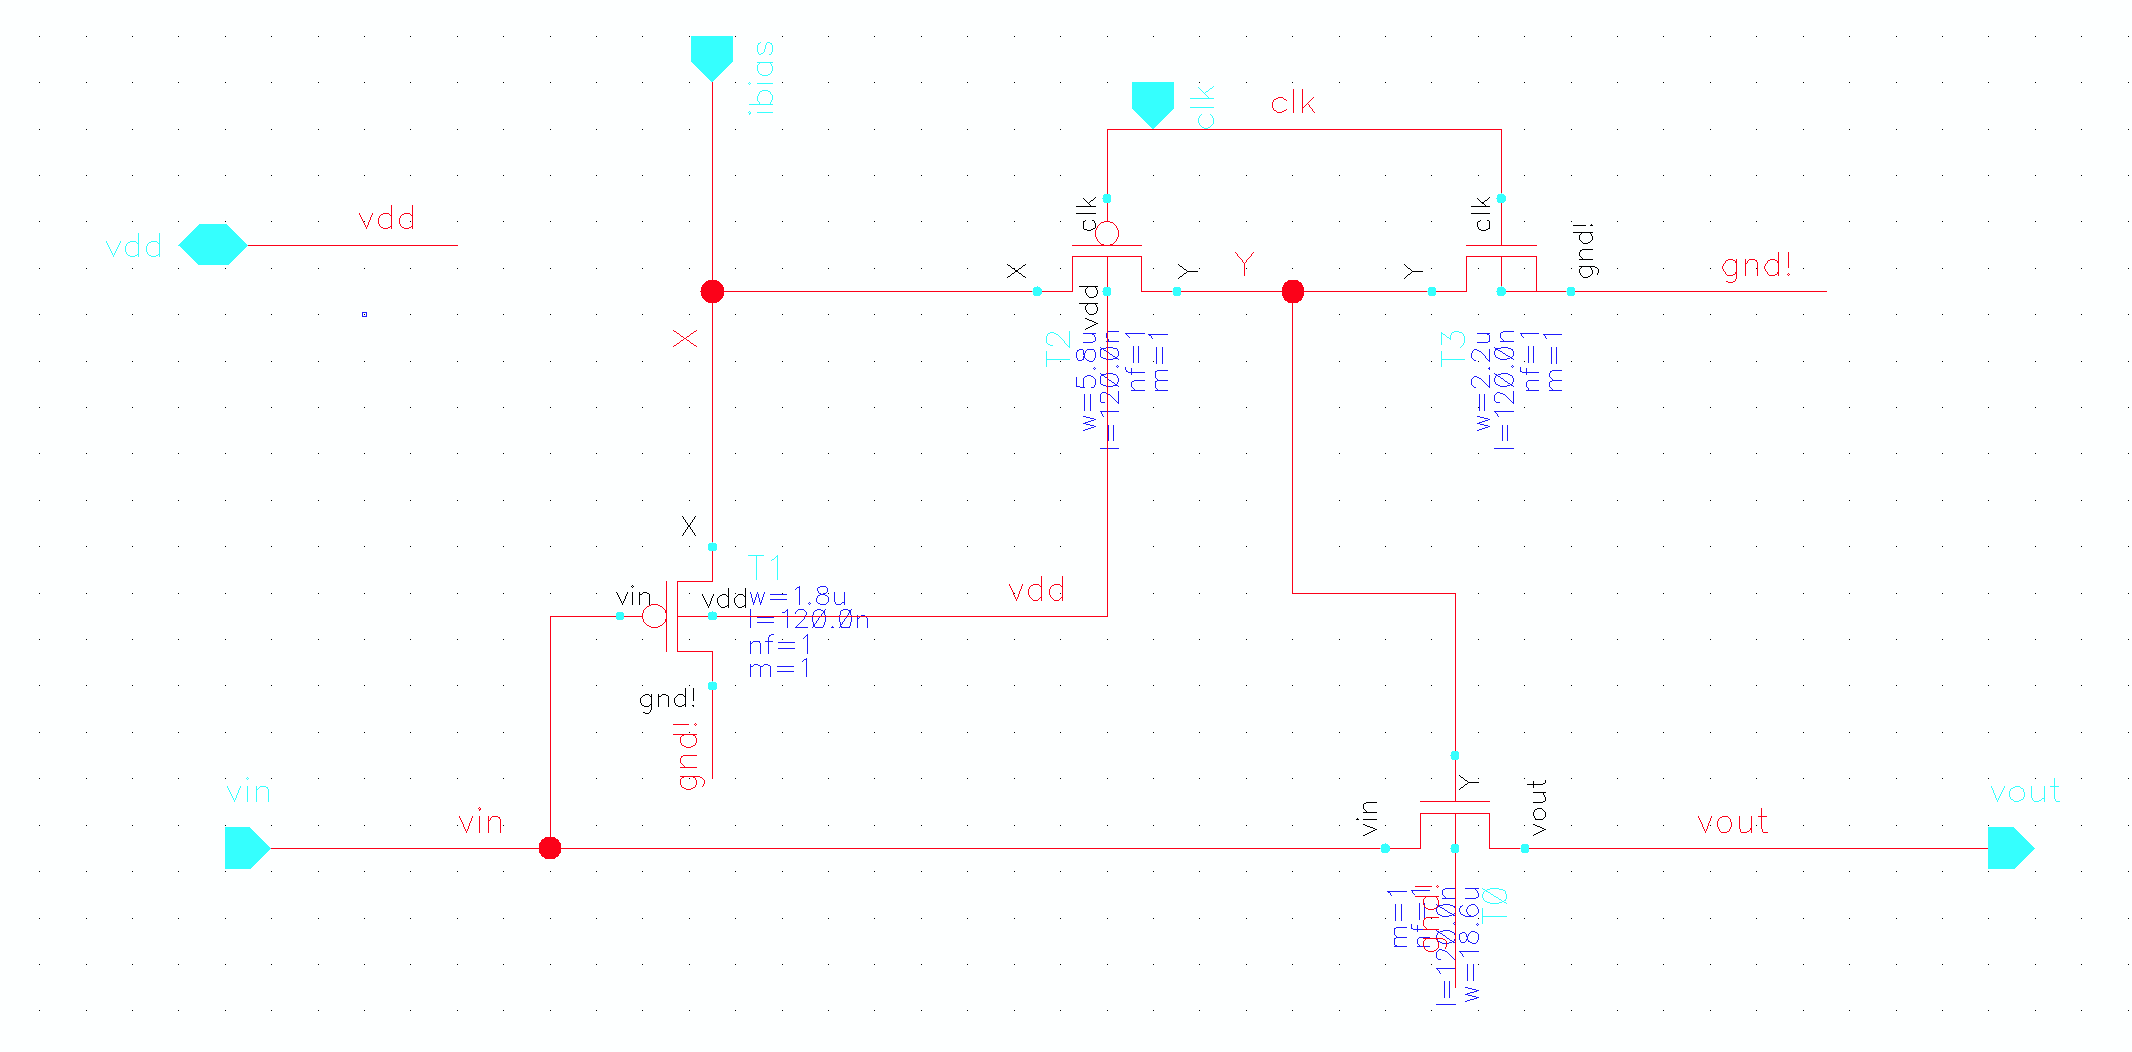 ibias
clk
clk
vdd
vdd
clk
clk
gnd!
X
Y
Y
Y
gnd!
vdd
X
T2
w=5.8u
l=120.0n
nf=1
m=1
T3
w=2.2u
l=120.0n
nf=1
m=1
X
T1
vin
vdd
w=1.8u
l=120.0n
nf=1
m=1
vdd
gnd!
gnd!
vin
vin
vin
Y
vout
vout
vout
m=1
nf=1
gnd!
l=120.0n
w=18.6u
T0